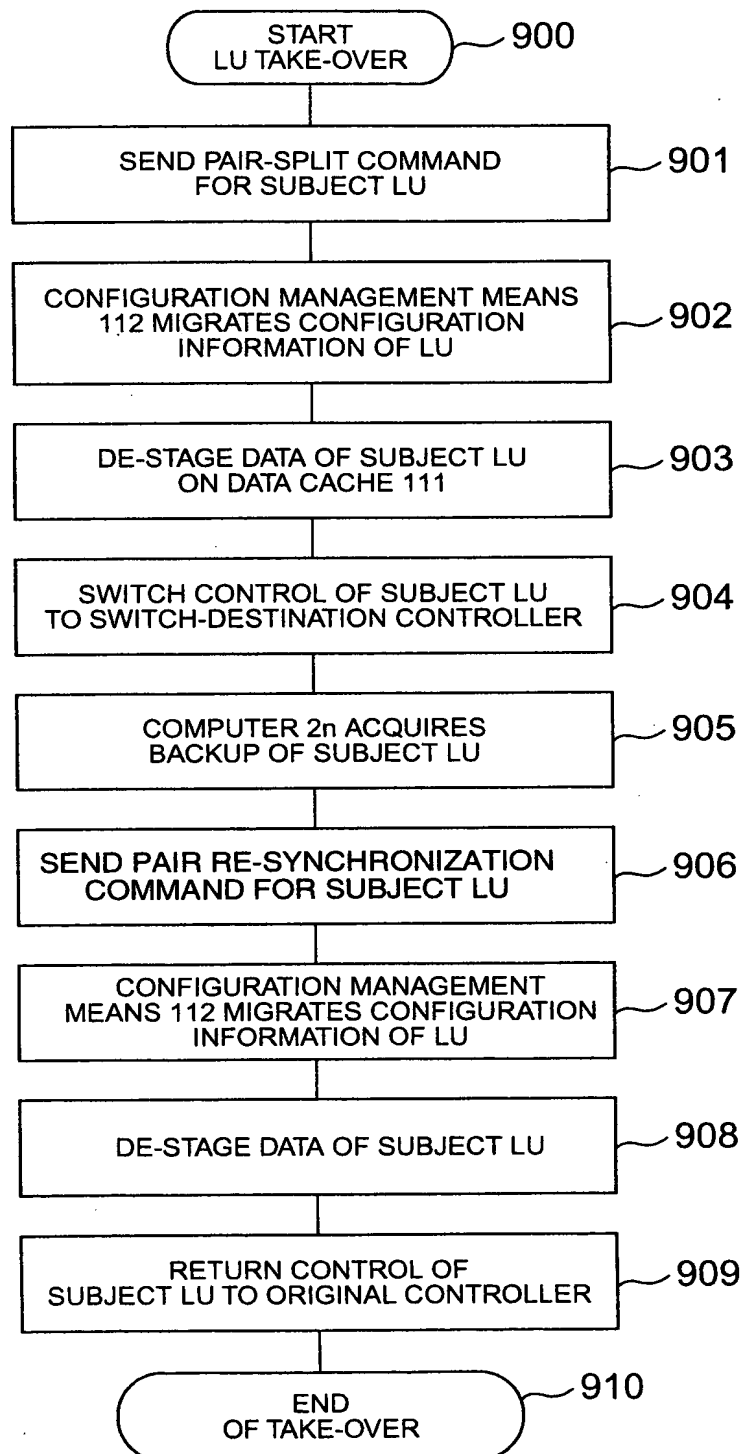 START
LU TAKE-OVER
900
SEND PAIR-SPLIT COMMAND
FOR SUBJECT LU
901
CONFIGURATION MANAGEMENT MEANS
112 MIGRATES CONFIGURATION
INFORMATION OF LU
902
DE-STAGE DATA OF SUBJECT LU
ON DATA CACHE 111
903
SWITCH CONTROL OF SUBJECT LU
TO SWITCH-DESTINATION CONTROLLER
904
COMPUTER 2n ACQUIRES
BACKUP OF SUBJECT LU
905
SEND PAIR RE-SYNCHRONIZATION
COMMAND FOR SUBJECT LU
906
CONFIGURATION MANAGEMENT
MEANS 112 MIGRATES CONFIGURATION
INFORMATION OF LU
907
DE-STAGE DATA OF SUBJECT LU
908
RETURN CONTROL OF
SUBJECT LU TO ORIGINAL CONTROLLER
909
END
OF TAKE-OVER
910